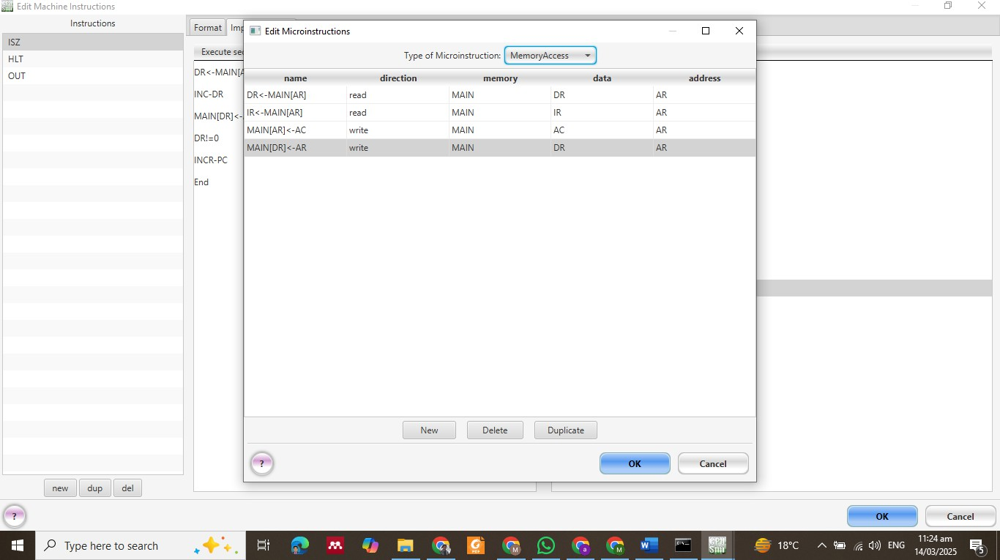 Edit Machine Instructions
Instructions
ISZ
HLT
OUT
new dup del
Format Imp
Execute se
DR<-MAIN[A
INC-DR
MAIN[DR]<-
DR!=0
INCR-PC
End
Edit Microinstructions
Type of Microinstruction: MemoryAccess
name direction memory data address
DR<-MAIN[AR] read MAIN DR AR
IR<-MAIN[AR] read MAIN IR AR
MAIN[AR]<-AC write MAIN AC AR
MAIN[DR]<-AR write MAIN DR AR
New Delete Duplicate
? OK Cancel
? OK Cancel
Type here to search
18°C ENG
11:24 am
14/03/2025
5